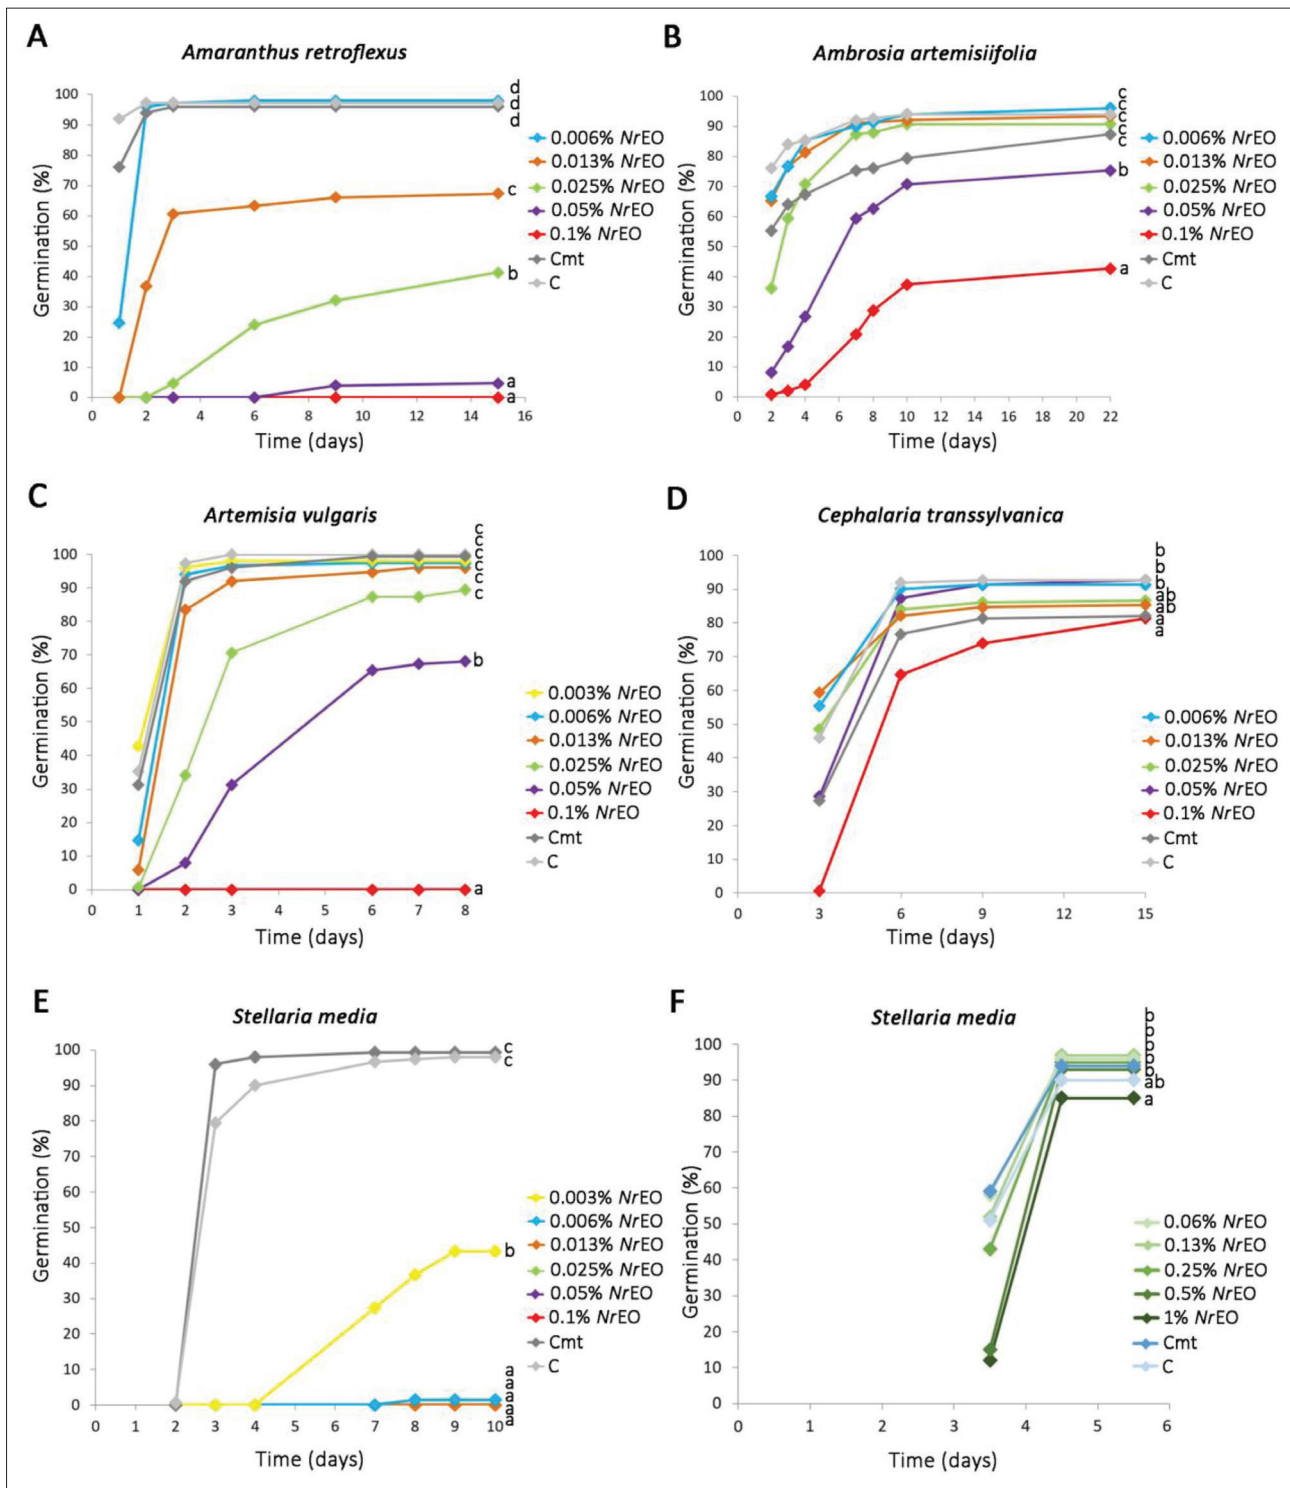 A
Amaranthus retroflexus
Germination (%)
100
90
80
70
60
50
40
30
20
10
0
0 2 4 6 8 10 12 14 16
Time (days)
d
d
d
c
b
a
a
0.006% NrEO
0.013% NrEO
0.025% NrEO
0.05% NrEO
0.1% NrEO
Cmt
C
B
Ambrosia artemisiifolia
Germination (%)
100
90
80
70
60
50
40
30
20
10
0
0 2 4 6 8 10 12 14 16 18 20 22
Time (days)
c
c
c
c
c
b
a
0.006% NrEO
0.013% NrEO
0.025% NrEO
0.05% NrEO
0.1% NrEO
Cmt
C
C
Artemisia vulgaris
Germination (%)
100
90
80
70
60
50
40
30
20
10
0
0 1 2 3 4 5 6 7 8
Time (days)
c
c
c
c
c
c
b
a
0.003% NrEO
0.006% NrEO
0.013% NrEO
0.025% NrEO
0.05% NrEO
0.1% NrEO
Cmt
C
D
Cephalaria transsylvanica
Germination (%)
100
90
80
70
60
50
40
30
20
10
0
0 3 6 9 12 15
Time (days)
b
b
b
ab
ab
a
a
0.006% NrEO
0.013% NrEO
0.025% NrEO
0.05% NrEO
0.1% NrEO
Cmt
C
E
Stellaria media
Germination (%)
100
90
80
70
60
50
40
30
20
10
0
0 1 2 3 4 5 6 7 8 9 10
Time (days)
c
c
b
a
a
a
a
a
0.003% NrEO
0.006% NrEO
0.013% NrEO
0.025% NrEO
0.05% NrEO
0.1% NrEO
Cmt
C
F
Stellaria media
Germination (%)
100
90
80
70
60
50
40
30
20
10
0
0 1 2 3 4 5 6
Time (days)
b
b
b
b
b
ab
a
0.06% NrEO
0.13% NrEO
0.25% NrEO
0.5% NrEO
1% NrEO
Cmt
C